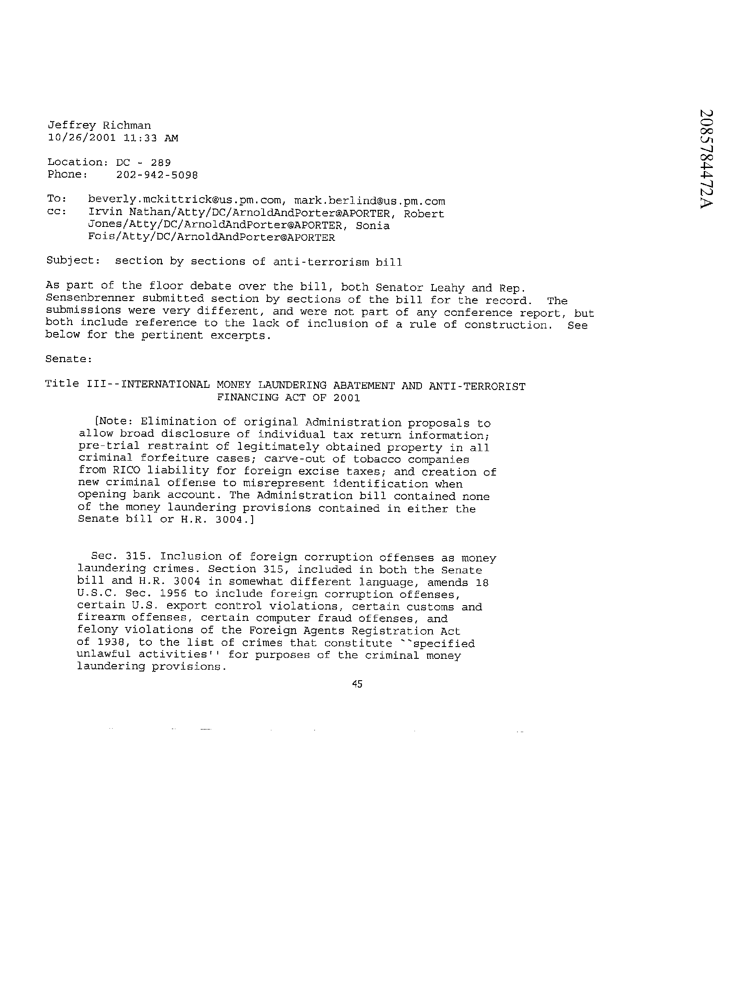 Jeffrey Richman
10/26/2001 11:33 AM
Location: DC - 289
Phone: 202-942-5098
To: beverly.mckittrick@us.pm.com, mark.berlind@us.pm.com
cc: Irvin Nathan/Atty/DC/ArnoldAndPorter@APORTER, Robert
Jones/Atty/DC/ArnoldAndPorter@APORTER, Sonia
Fois/Atty/DC/ArnoldAndPorter@APORTER
Subject: section by sections of anti-terrorism bill
As part of the floor debate over the bill, both Senator Leahy and Rep.
Sensenbrenner submitted section by sections of the bill for the record. The
submissions were very different, and were not part of any conference report, but
both include reference to the lack of inclusion of a rule of construction. See
below for the pertinent excerpts.
Senate:
Title III--INTERNATIONAL MONEY LAUNDERING ABATEMENT AND ANTI-TERRORIST
FINANCING ACT OF 2001
[Note: Elimination of original Administration proposals to
allow broad disclosure of individual tax return information;
pre-trial restraint of legitimately obtained property in all
criminal forfeiture cases; carve-out of tobacco companies
from RICO liability for foreign excise taxes; and creation of
new criminal offense to misrepresent identification when
opening bank account. The Administration bill contained none
of the money laundering provisions contained in either the
Senate bill or H.R. 3004.]
Sec. 315. Inclusion of foreign corruption offenses as money
laundering crimes. Section 315, included in both the Senate
bill and H.R. 3004 in somewhat different language, amends 18
U.S.C. Sec. 1956 to include foreign corruption offenses,
certain U.S. export control violations, certain customs and
firearm offenses, certain computer fraud offenses, and
felony violations of the Foreign Agents Registration Act
of 1938, to the list of crimes that constitute ``specified
unlawful activities'' for purposes of the criminal money
laundering provisions.
45
2085784472A